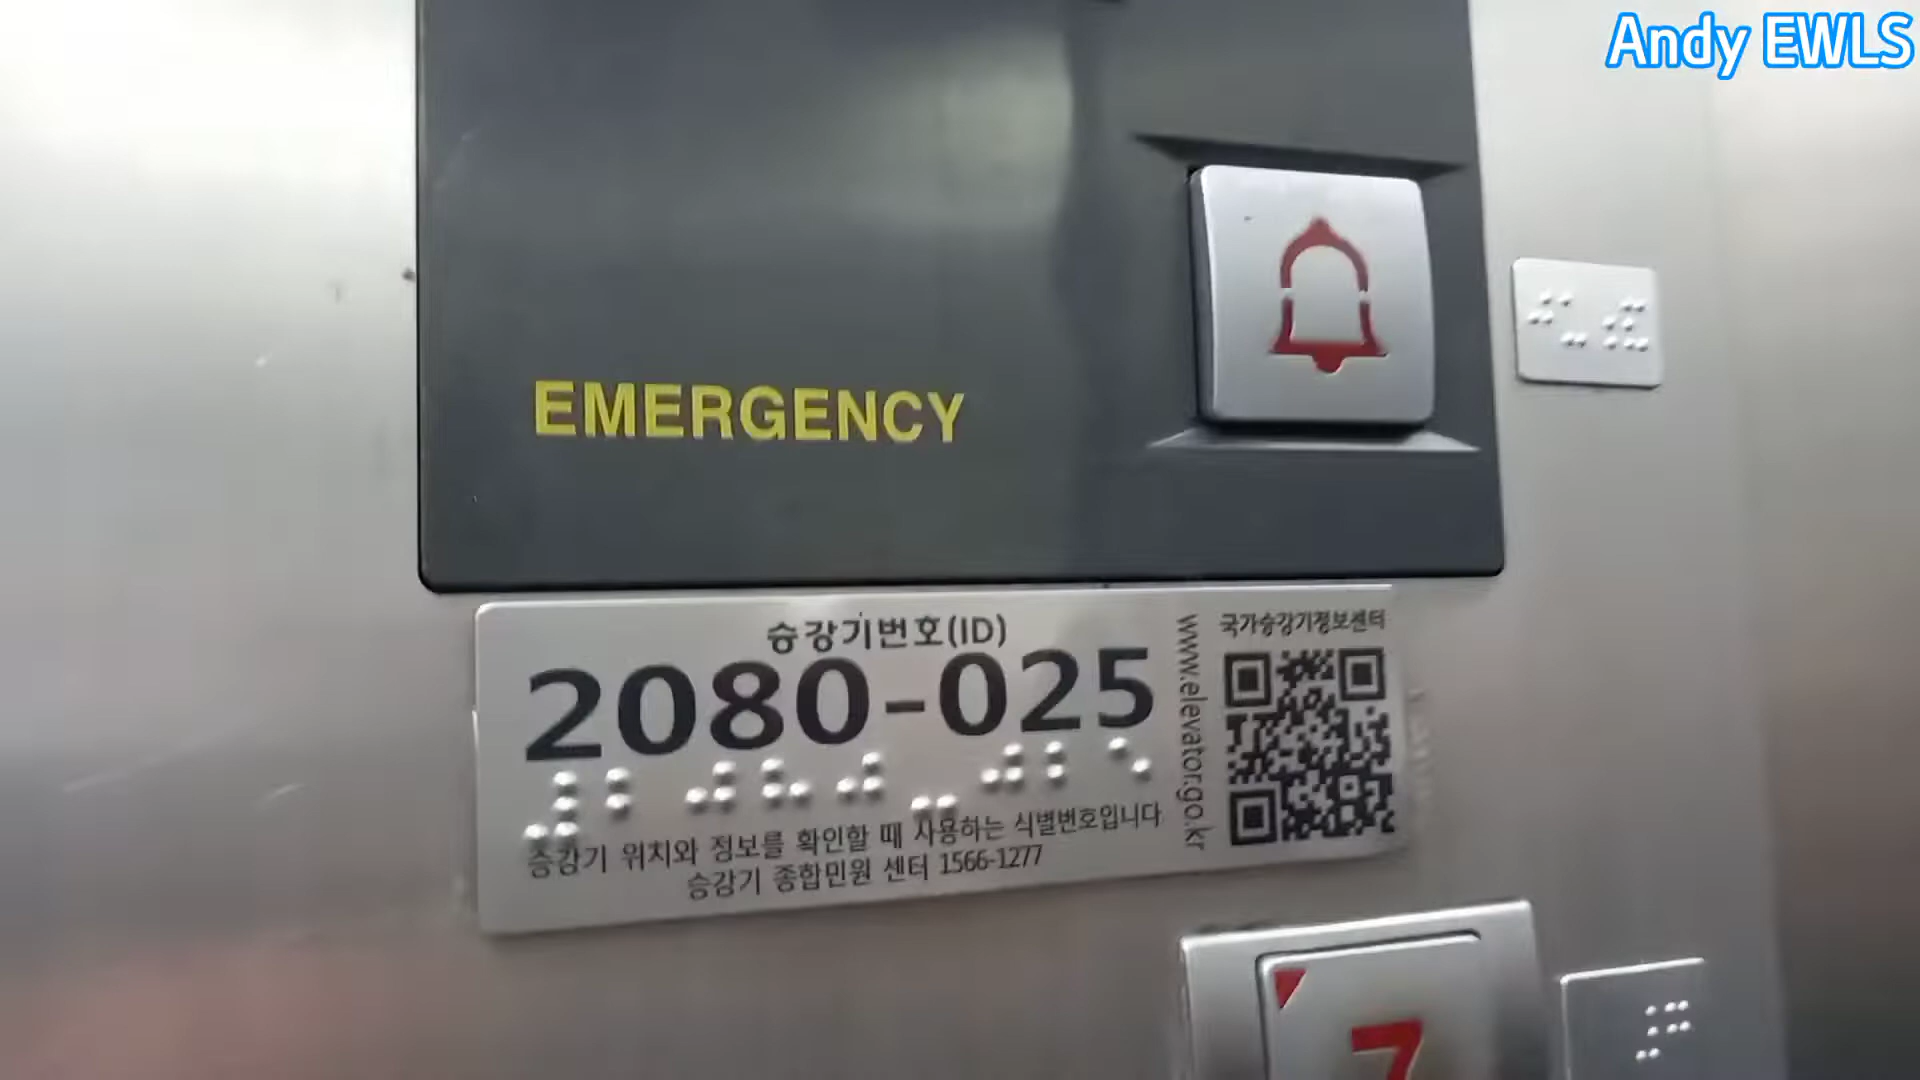 Andy EWLS
EMERGENCY
승강기번호(ID)
2080-025
승강기 위치와 정보를 확인할 때 사용하는 식별번호입니다
승강기 종합민원 센터 1566-1277
www.elevator.go.kr
국가승강기정보센터
7